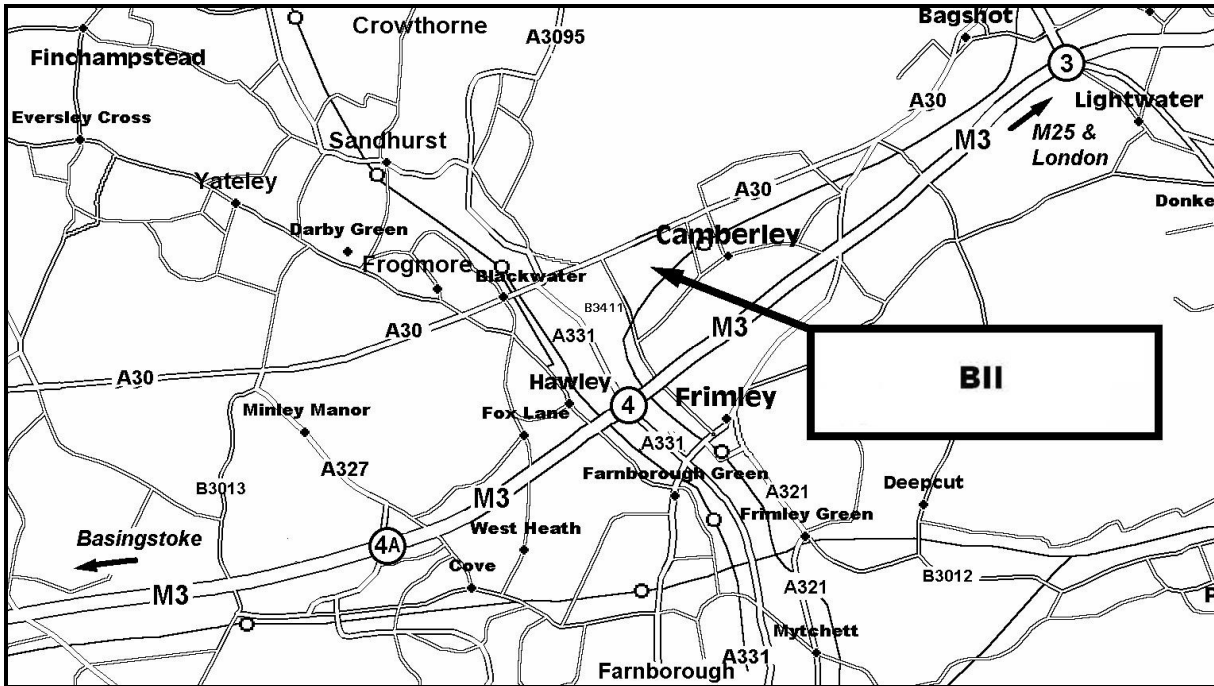 Crowthorne
Bagshot
A3095
Finchampstead
3
A30
Lightwater
Eversley Cross
M3
M25 &
London
Sandhurst
Yateley
A30
Donke
Darby Green
Camberley
Frogmore
Blackwater
B3411
A30
A331
M3
BII
A30
Hawley
4
Frimley
Minley Manor
Fox Lane
A331
A327
Farnborough Green
B3013
M3
A321
Deepcut
Frimley Green
West Heath
Basingstoke
4A
Cove
B3012
M3
A321
P
Mytchett
Farnborough
A331